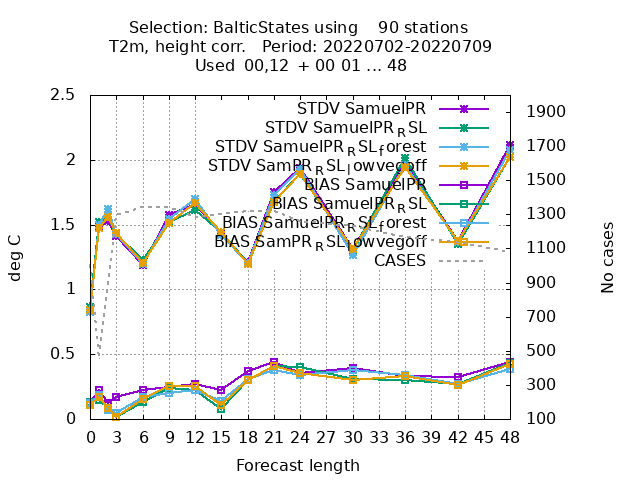 Selection: BalticStates using    90 stations
T2m, height corr.   Period: 20220702-20220709
Used  00,12  + 00 01 ... 48
2.5
2
1.5
1
0.5
0
deg C
1900
1700
1500
1300
1100
900
700
500
300
100
No cases
STDV SamuelPR
STDV SamuelPR_RSL
STDV SamuelPR_RSL_forest
STDV SamPR_RSL_lowvegoff
BIAS SamuelPR
BIAS SamuelPR_RSL
BIAS SamuelPR_RSL_forest
BIAS SamPR_RSL_lowvegoff
CASES
0 3 6 9 12 15 18 21 24 27 30 33 36 39 42 45 48
Forecast length